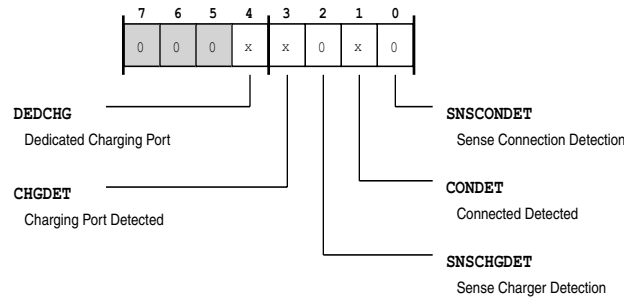 7 6 5 4 3 2 1 0
0 0 0 x x 0 x 0
DEDCHG
Dedicated Charging Port
CHGDET
Charging Port Detected
SNSCONDET
Sense Connection Detection
CONDET
Connected Detected
SNSCHGDET
Sense Charger Detection